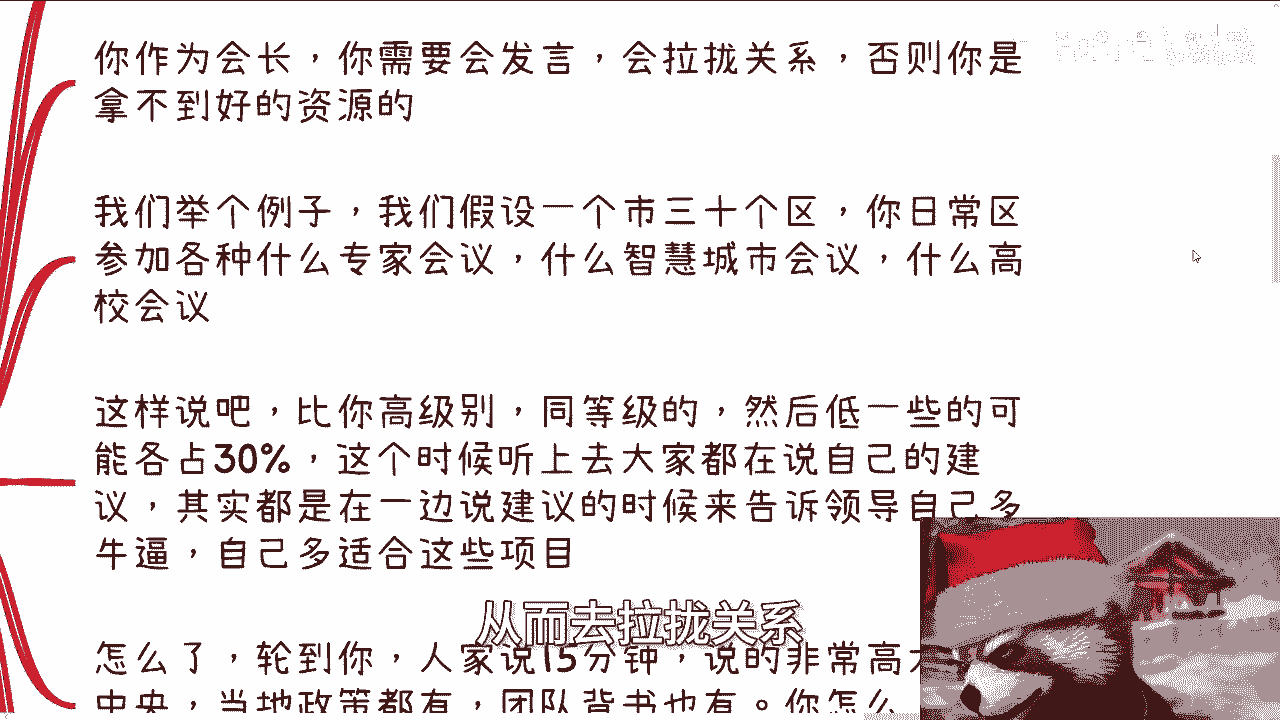 你作为会长，你需要会发言，会拉拢关系，否则你是
拿不到好的资源的
我们举个例子，我们假设一个市三十个区，你日常区
参加各种什么专家会议，什么智慧城市会议，什么高
校会议
这样说吧，比你高级别，同等级的，然后低一些的可
能各占30%，这个时候听上去大家都在说自己的建
议，其实都是在一边说建议的时候来告诉领导自己多
牛逼，自己多适合这些项目
从而去拉拢关系
怎么了，轮到你，人家说15分钟，说的非常高
中央，当地政策都有，团队背书也有。你怎么